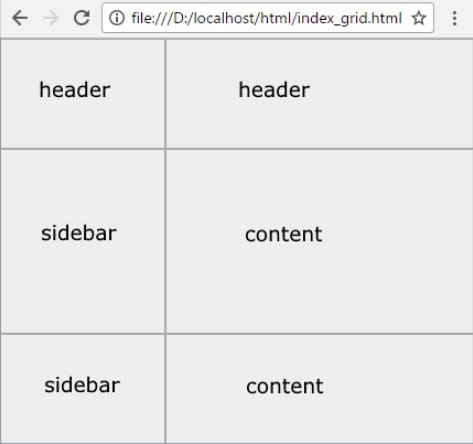 file:///D:/localhost/html/index_grid.html
header header
sidebar content
sidebar content